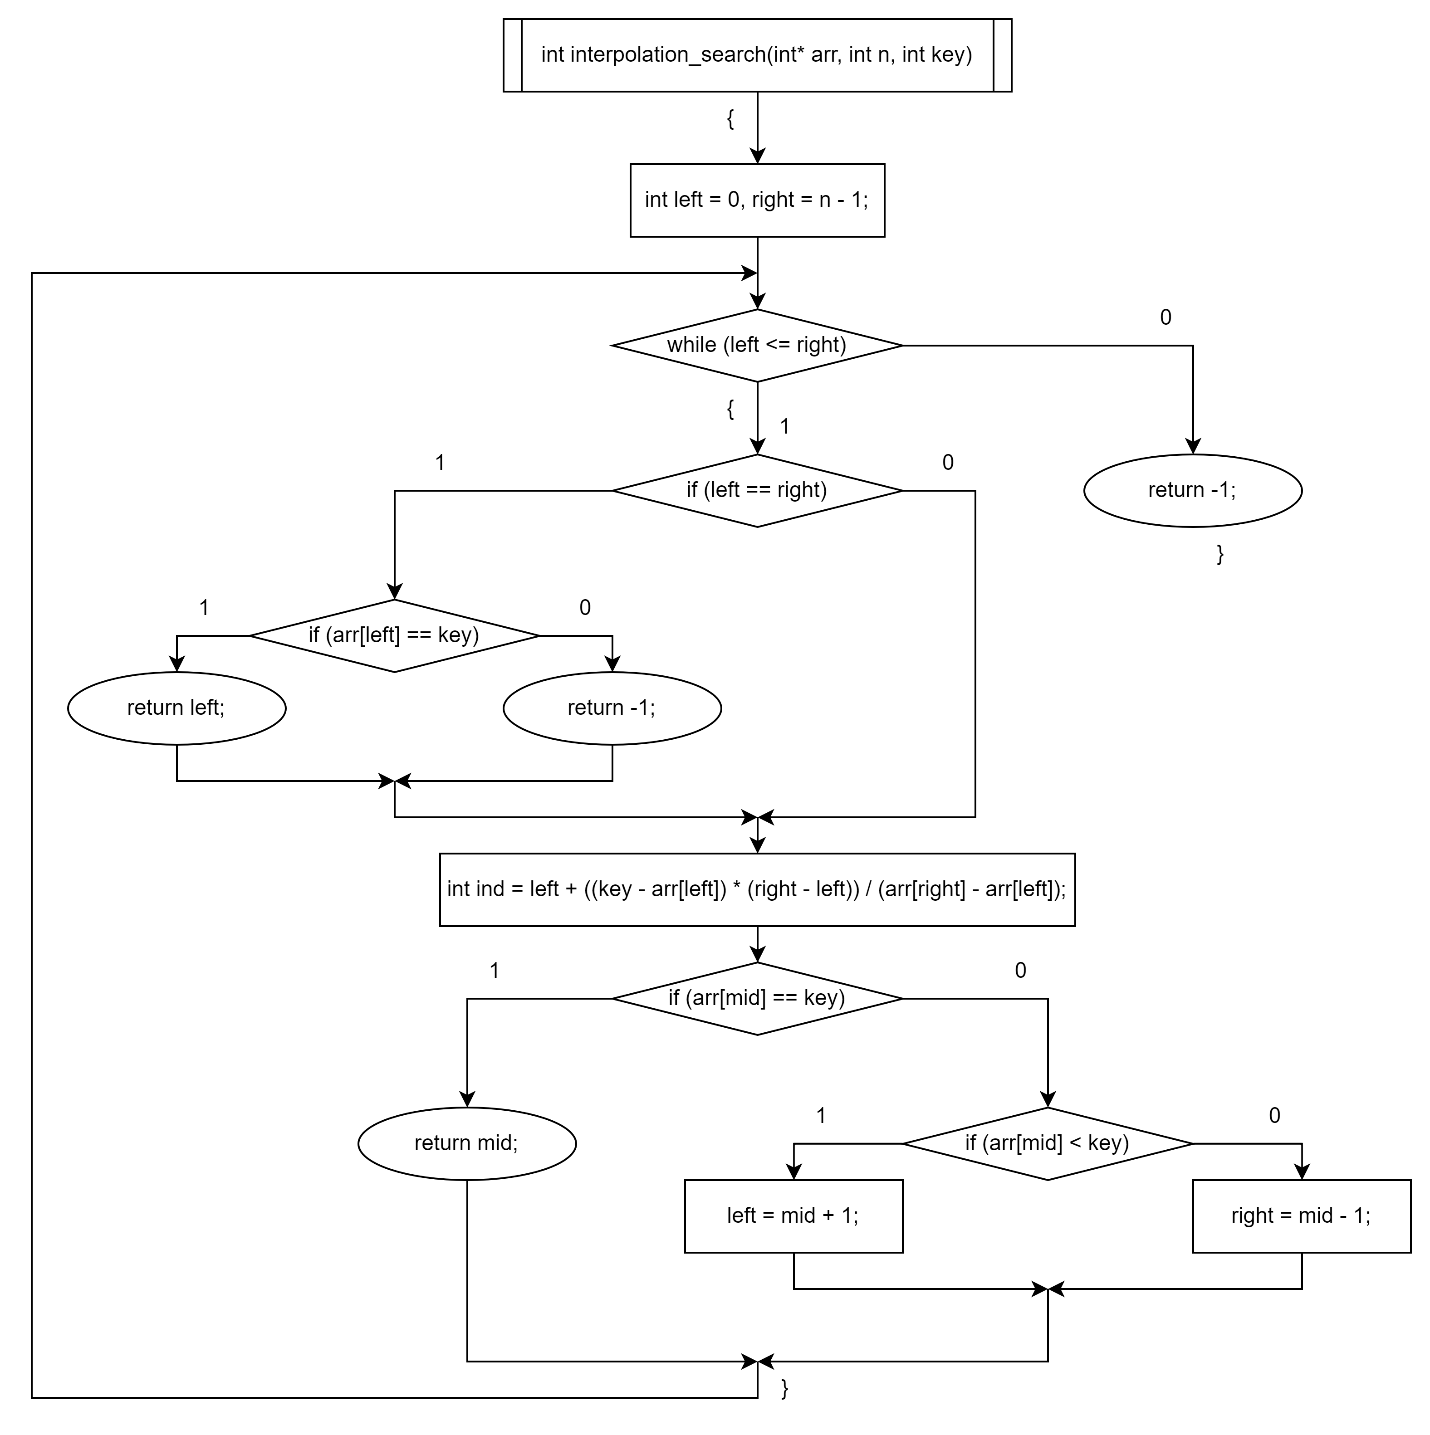 int interpolation_search(int* arr, int n, int key)
{
int left = 0, right = n - 1;
while (left <= right)
0
{
1
1
if (left == right)
0
return -1;
}
1
if (arr[left] == key)
0
return left;
return -1;
int ind = left + ((key - arr[left]) * (right - left)) / (arr[right] - arr[left]);
1
if (arr[mid] == key)
0
return mid;
1
if (arr[mid] < key)
0
left = mid + 1;
right = mid - 1;
}